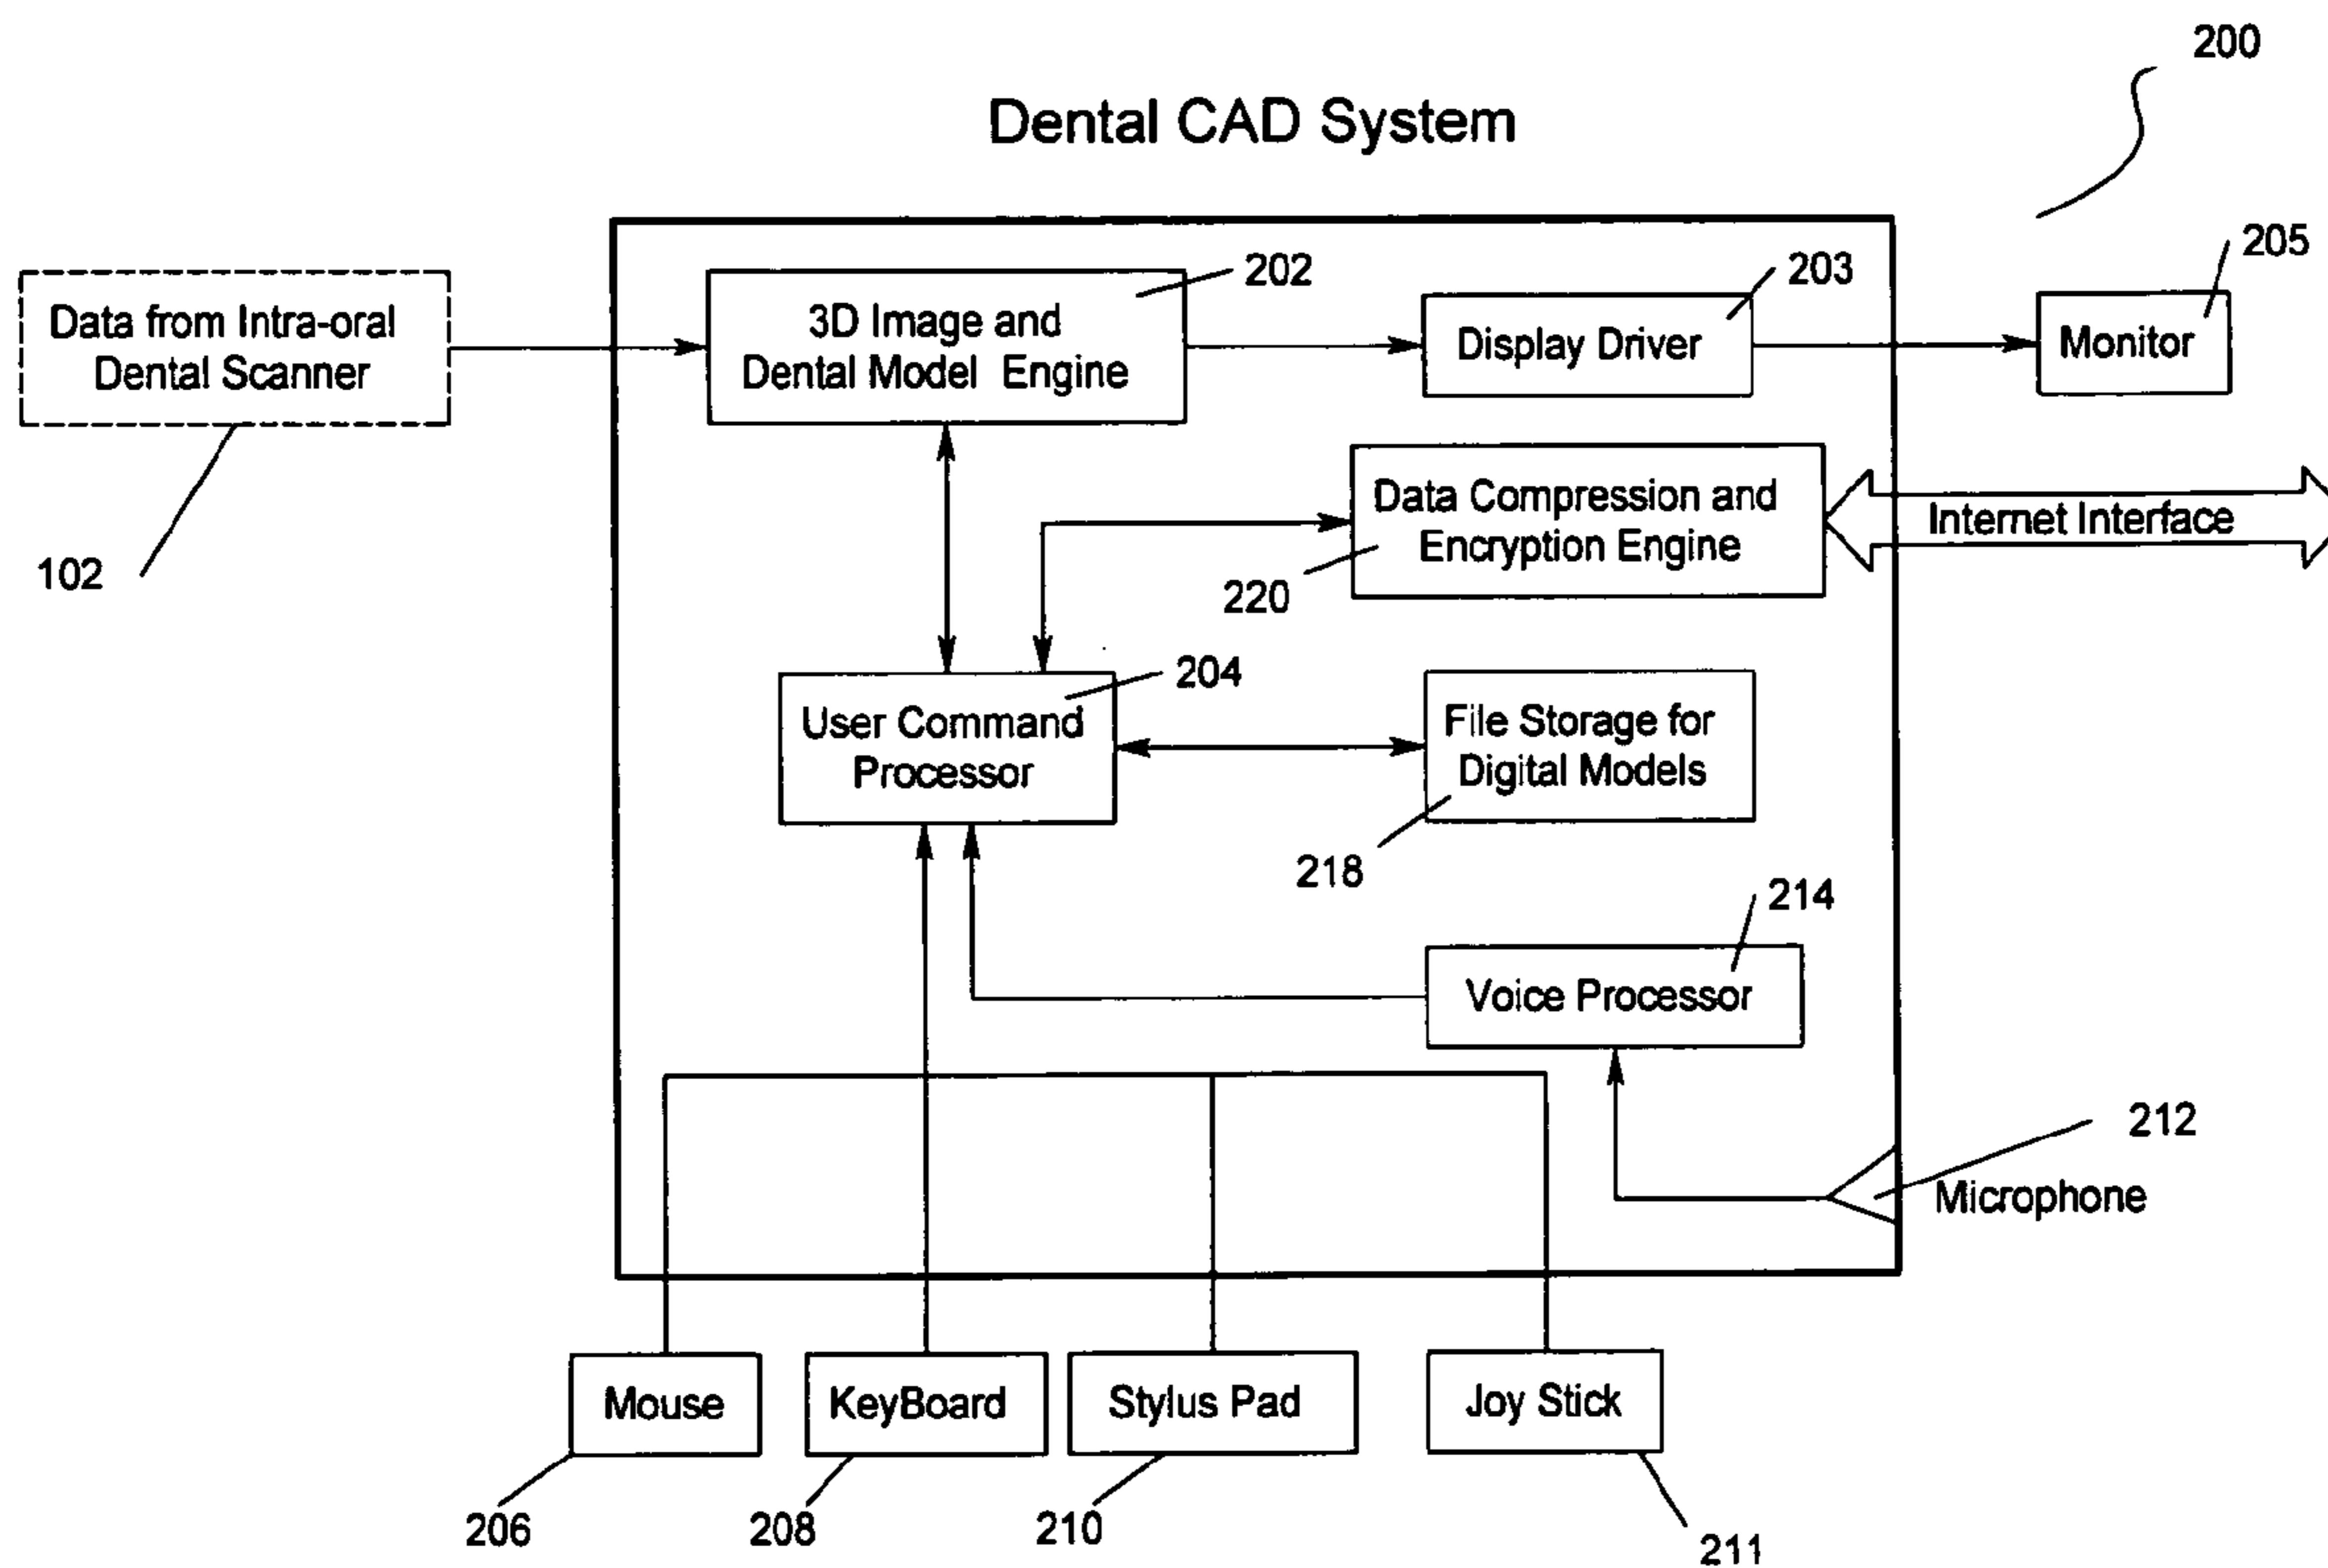 200
Dental CAD System
205
202
203
Data from Intra-oral
Dental Scanner
3D Image and
Dental Model Engine
Display Driver
Monitor
102
Data Compression and
Encryption Engine
Internet Interface
220
204
User Command
Processor
File Storage for
Digital Models
218
214
Voice Processor
212
Microphone
Mouse
KeyBoard
Stylus Pad
Joy Stick
206
208
210
211